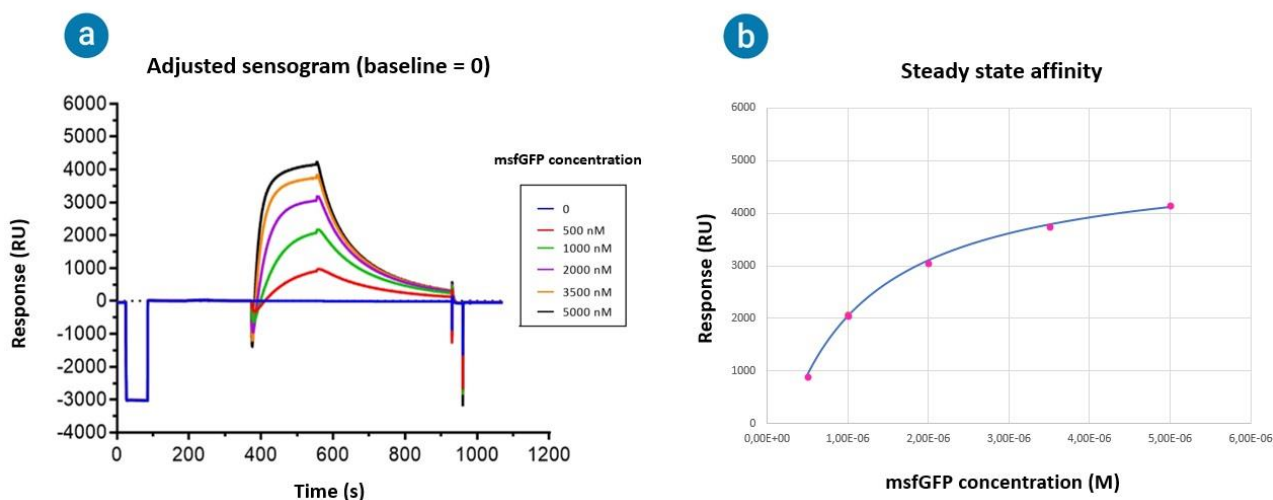 a
Adjusted sensogram (baseline = 0)
Response (RU)
6000
5000
4000
3000
2000
1000
0
-1000
-2000
-3000
-4000
0 200 400 600 800 1000 1200
Time (s)
msfGFP concentration
0
500 nM
1000 nM
2000 nM
3500 nM
5000 nM
b
Steady state affinity
Response (RU)
6000
5000
4000
3000
2000
1000
0
0,00E+00 1,00E-06 2,00E-06 3,00E-06 4,00E-06 5,00E-06 6,00E-06
msfGFP concentration (M)